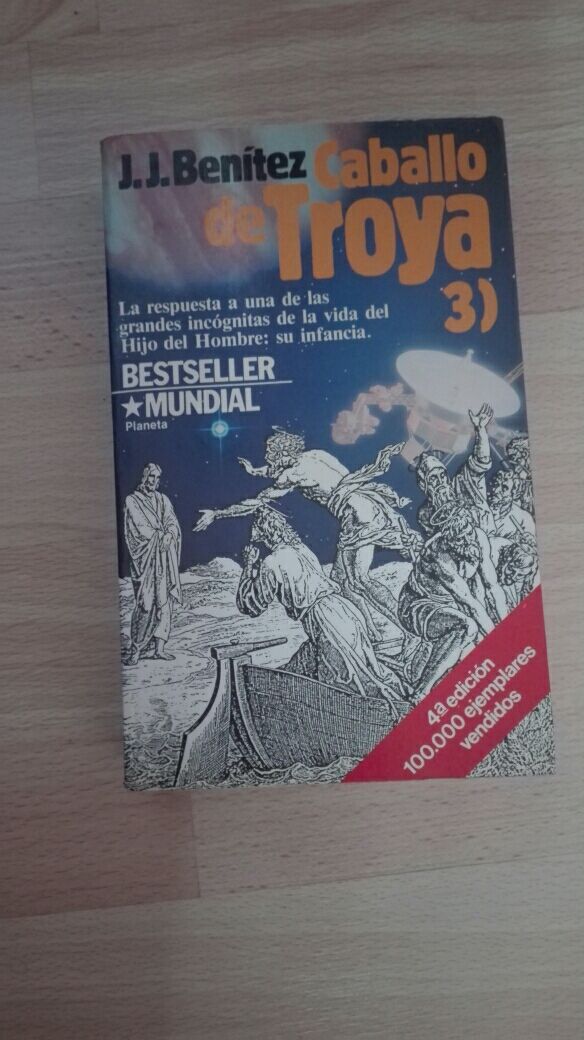 J.J.Benítez Caballo
de Troya
3)
La respuesta a una de las
grandes incógnitas de la vida del
Hijo del Hombre: su infancia.
BESTSELLER
★MUNDIAL
Planeta
4ª edición
100.000 ejemplares
vendidos